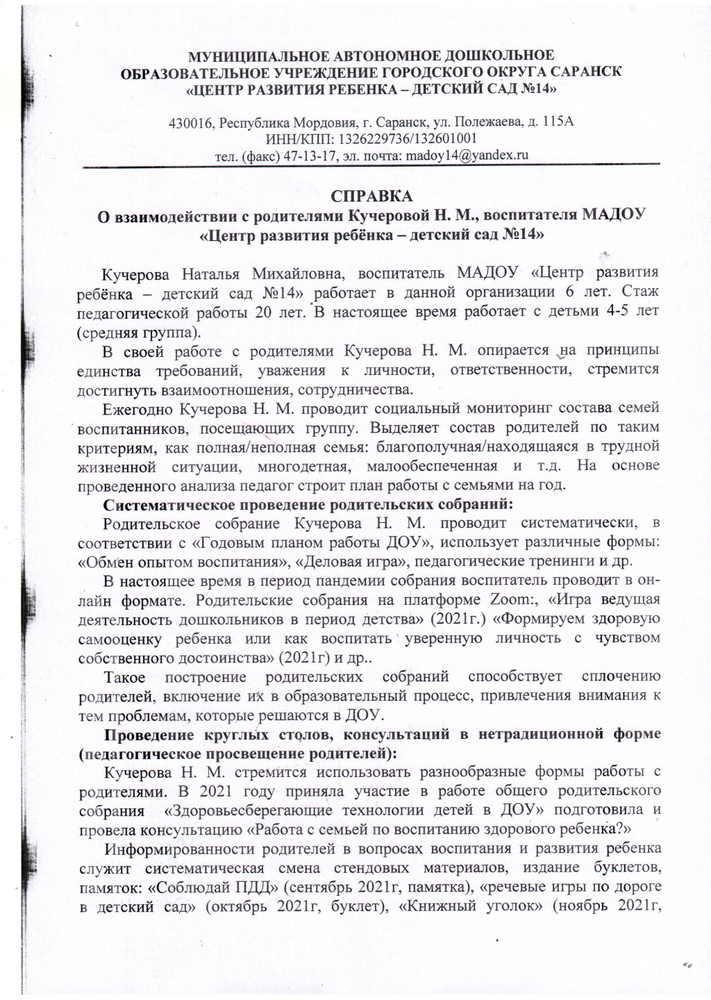 МУНИЦИПАЛЬНОЕ АВТОНОМНОЕ ДОШКОЛЬНОЕ
ОБРАЗОВАТЕЛЬНОЕ УЧРЕЖДЕНИЕ ГОРОДСКОГО ОКРУГА САРАНСК
«ЦЕНТР РАЗВИТИЯ РЕБЕНКА – ДЕТСКИЙ САД №14»
430016, Республика Мордовия, г. Саранск, ул. Полежаева, д. 115А
ИНН/КПП: 1326229736/132601001
тел. (факс) 47-13-17, эл. почта: madoy14@yandex.ru
СПРАВКА
О взаимодействии с родителями Кучеровой Н. М., воспитателя МАДОУ
«Центр развития ребёнка – детский сад №14»
Кучерова Наталья Михайловна, воспитатель МАДОУ «Центр развития
ребёнка – детский сад №14» работает в данной организации 6 лет. Стаж
педагогической работы 20 лет. В настоящее время работает с детьми 4-5 лет
(средняя группа).
В своей работе с родителями Кучерова Н. М. опирается на принципы
единства требований, уважения к личности, ответственности, стремится
достигнуть взаимоотношения, сотрудничества.
Ежегодно Кучерова Н. М. проводит социальный мониторинг состава семей
воспитанников, посещающих группу. Выделяет состав родителей по таким
критериям, как полная/неполная семья: благополучная/находящаяся в трудной
жизненной ситуации, многодетная, малообеспеченная и т.д. На основе
проведенного анализа педагог строит план работы с семьями на год.
Систематическое проведение родительских собраний:
Родительское собрание Кучерова Н. М. проводит систематически, в
соответствии с «Годовым планом работы ДОУ», использует различные формы:
«Обмен опытом воспитания», «Деловая игра», педагогические тренинги и др.
В настоящее время в период пандемии собрания воспитатель проводит в он-
лайн формате. Родительские собрания на платформе Zoom:, «Игра ведущая
деятельность дошкольников в период детства» (2021г.) «Формируем здоровую
самооценку ребенка или как воспитать уверенную личность с чувством
собственного достоинства» (2021г) и др..
Такое построение родительских собраний способствует сплочению
родителей, включение их в образовательный процесс, привлечения внимания к
тем проблемам, которые решаются в ДОУ.
Проведение круглых столов, консультаций в нетрадиционной форме
(педагогическое просвещение родителей):
Кучерова Н. М. стремится использовать разнообразные формы работы с
родителями. В 2021 году приняла участие в работе общего родительского
собрания «Здоровьесберегающие технологии детей в ДОУ» подготовила и
провела консультацию «Работа с семьей по воспитанию здорового ребенка?»
Информированности родителей в вопросах воспитания и развития ребенка
служит систематическая смена стендовых материалов, издание буклетов,
памяток: «Соблюдай ПДД» (сентябрь 2021г, памятка), «речевые игры по дороге
в детский сад» (октябрь 2021г, буклет), «Книжный уголок» (ноябрь 2021г,